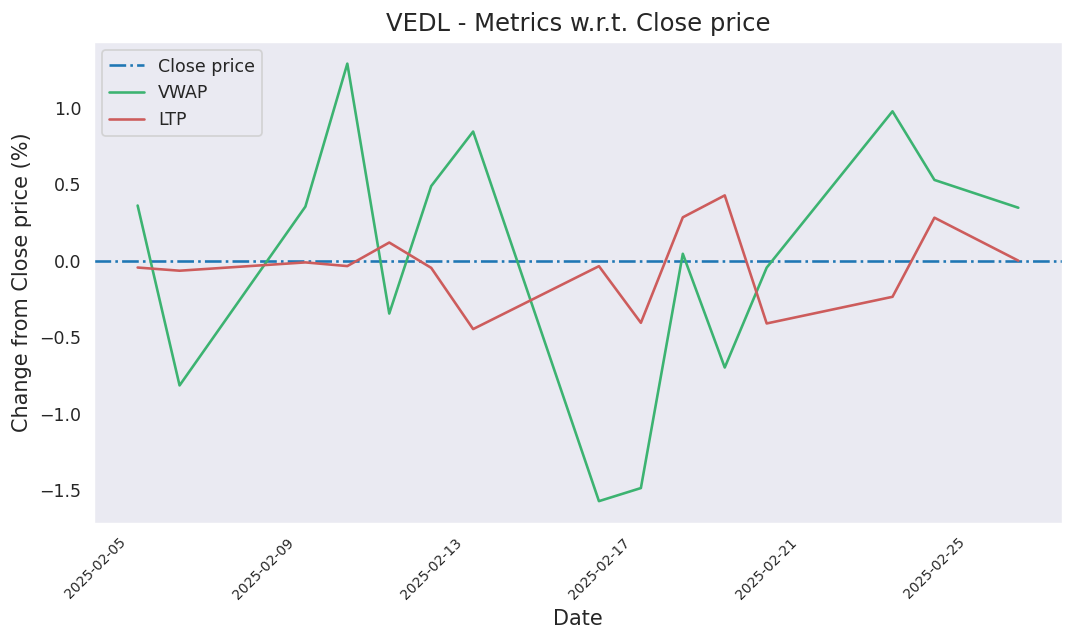 VEDL - Metrics w.r.t. Close price
Close price
VWAP
LTP
Change from Close price (%)
1.0
0.5
0.0
−0.5
−1.0
−1.5
2025-02-05
2025-02-09
2025-02-13
2025-02-17
2025-02-21
2025-02-25
Date